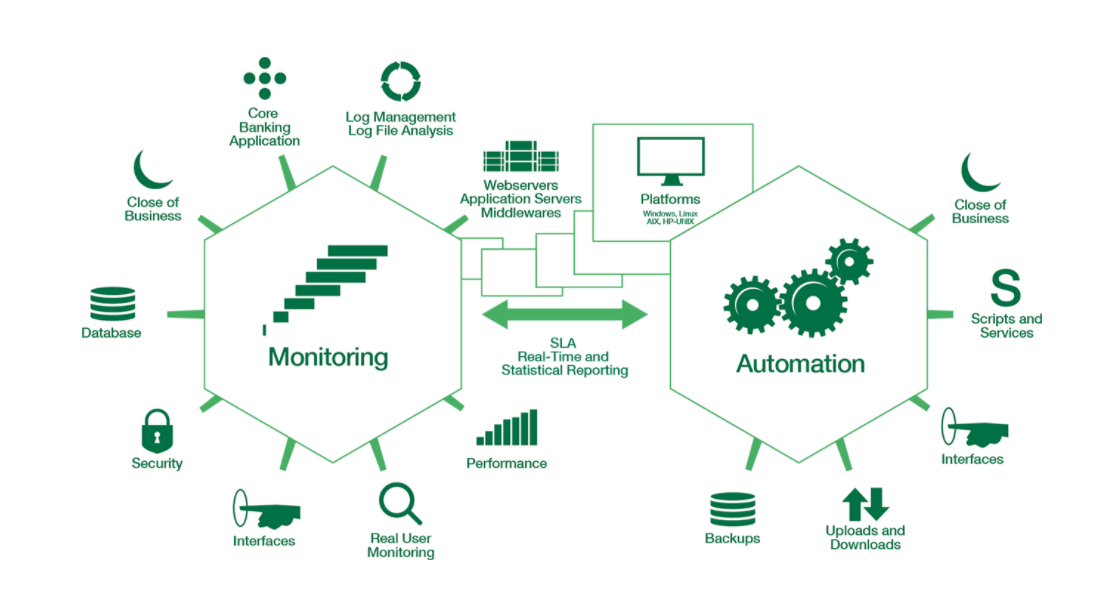 Core
Banking
Application
Log Management
Log File Analysis
Close of
Business
Webservers
Application Servers
Middlewares
Platforms
Windows, Linux
AIX, HP-UNIX
Close of
Business
Database
Monitoring
SLA
Real-Time and
Statistical Reporting
Automation
S
Scripts and
Services
Security
Performance
Interfaces
Interfaces
Real User
Monitoring
Backups
Uploads and
Downloads